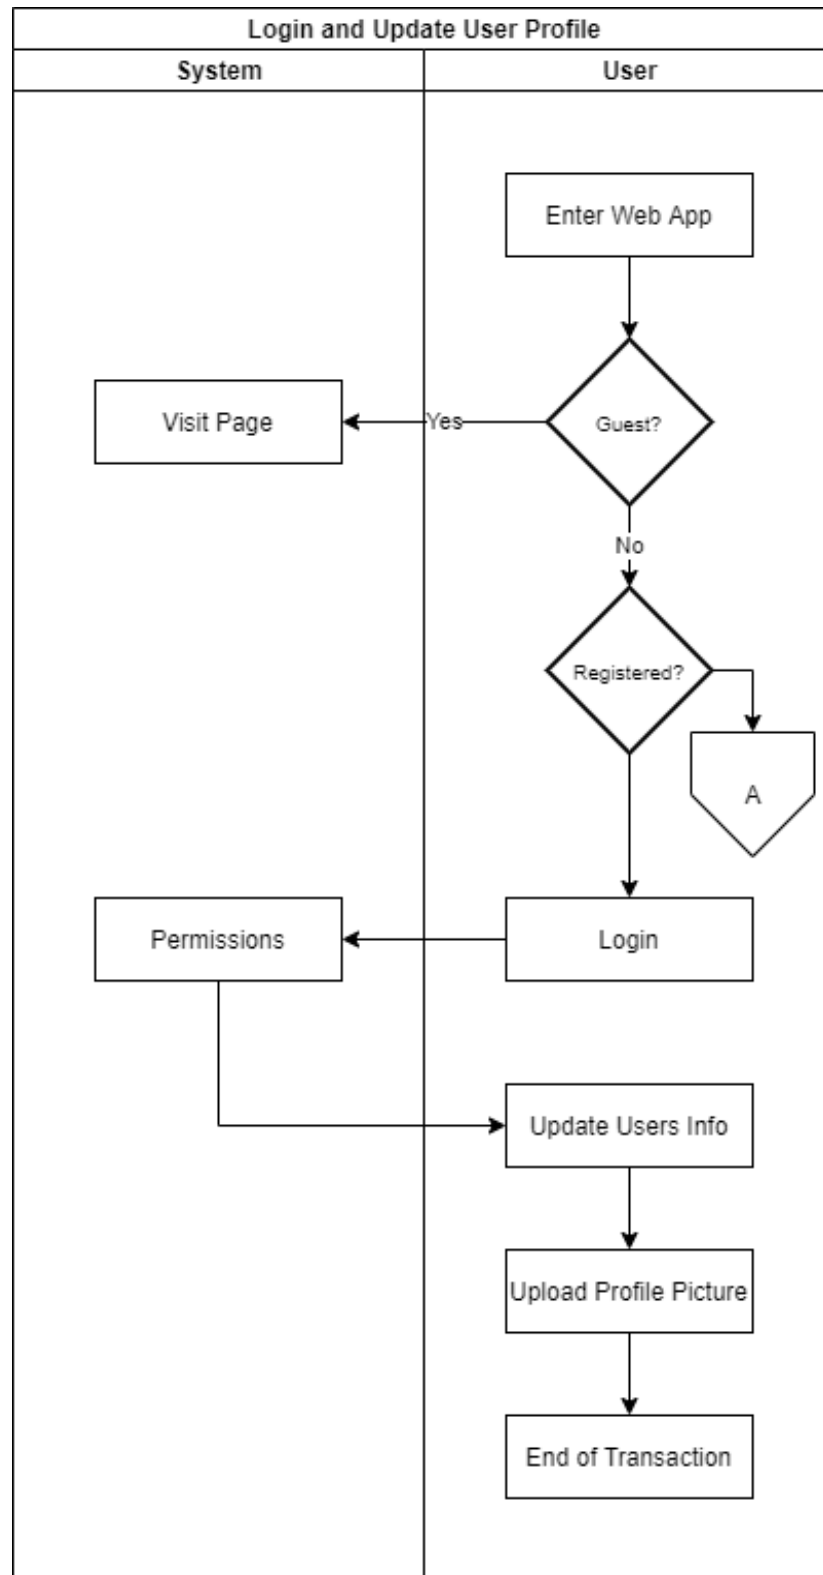 Login and Update User Profile
System
User
Enter Web App
Visit Page
Yes
Guest?
No
Registered?
A
Permissions
Login
Update Users Info
Upload Profile Picture
End of Transaction